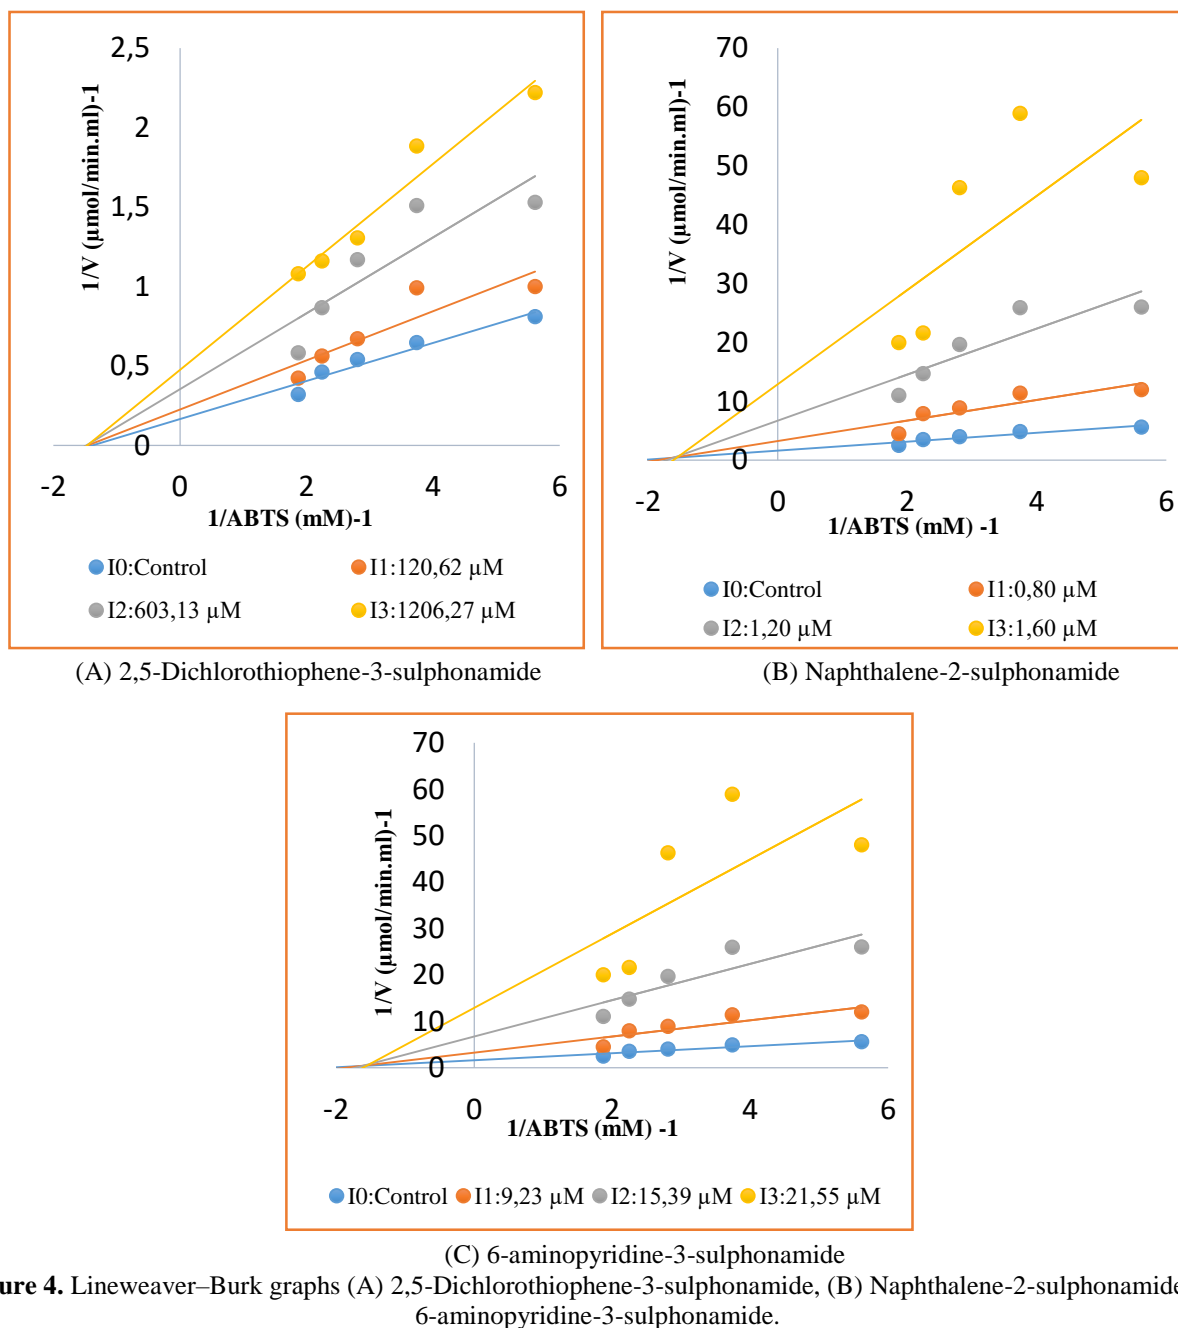 2,5
2
1,5
1
0,5
0
-2 0 2 4 6
1/V (µmol/min.ml)-1
1/ABTS (mM)-1
I0:Control I1:120,62 µM
I2:603,13 µM I3:1206,27 µM
(A) 2,5-Dichlorothiophene-3-sulphonamide
70
60
50
40
30
20
10
0
-2 0 2 4 6
1/V (µmol/min.ml)-1
1/ABTS (mM) -1
I0:Control I1:0,80 µM
I2:1,20 µM I3:1,60 µM
(B) Naphthalene-2-sulphonamide
70
60
50
40
30
20
10
0
-2 0 2 4 6
1/V (µmol/min.ml)-1
1/ABTS (mM) -1
I0:Control I1:9,23 µM I2:15,39 µM I3:21,55 µM
(C) 6-aminopyridine-3-sulphonamide
ure 4. Lineweaver–Burk graphs (A) 2,5-Dichlorothiophene-3-sulphonamide, (B) Naphthalene-2-sulphonamide
6-aminopyridine-3-sulphonamide.